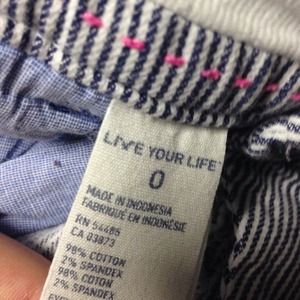 LIVE YOUR LIFE™
0
MADE IN INDONESIA
FABRIQUÉ EN INDONÉSIE
RN 54485
CA 03873
98% COTTON
2% SPANDEX
98% COTON
2% SPANDEX